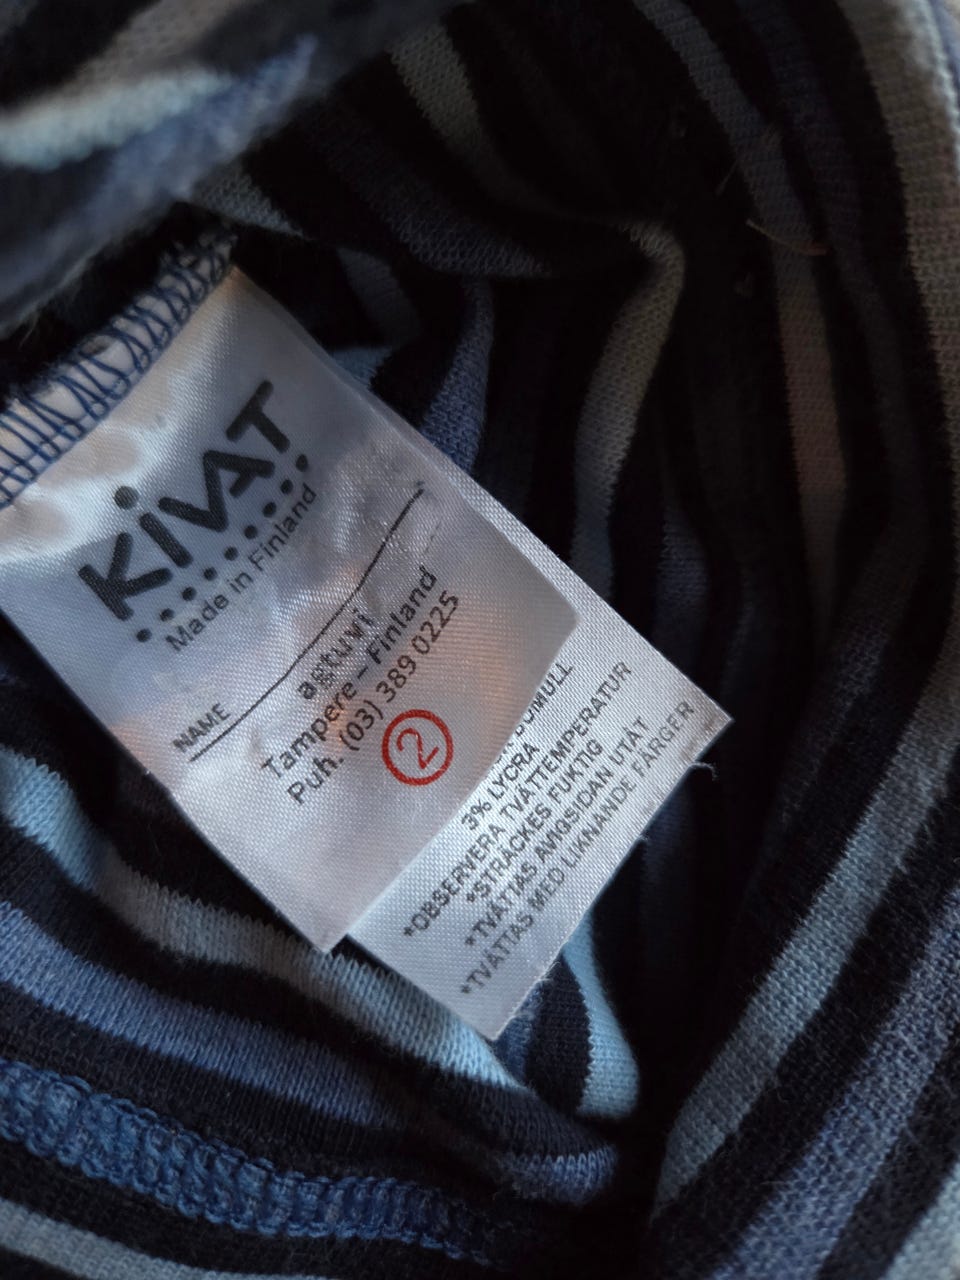 KiVAT
Made in Finland
NAME
astuvi
Tampere – Finland
Puh. (03) 389 0225
2
3% LYCRA
*OBSERVERA TVÄTTEMPERATUR
*STRÄCKES FUKTIG
*TVÄTTAS AVIGSIDAN UTÅT
*TVÄTTAS MED LIKNANDE FÄRGER